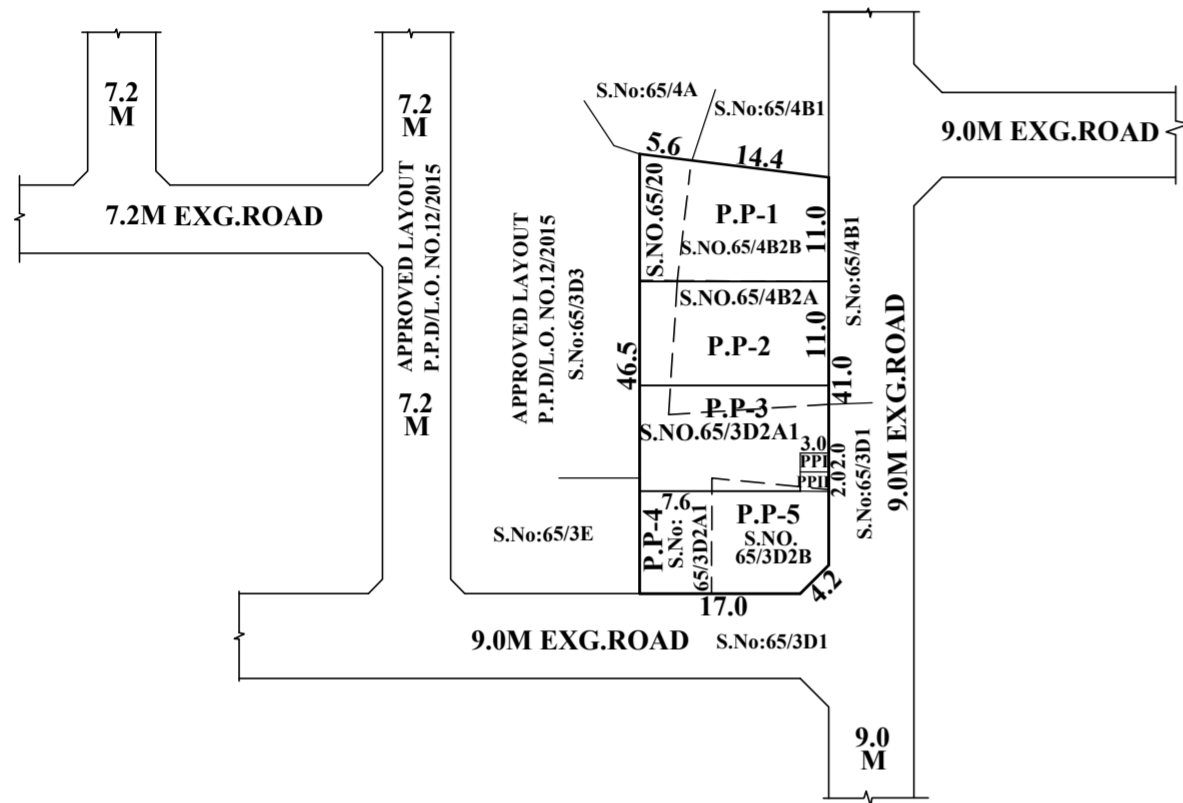 7.2
M
7.2M EXG.ROAD
7.2
M
APPROVED LAYOUT
P.P.D/L.O. NO.12/2015
7.2
M
APPROVED LAYOUT
P.P.D/L.O. NO.12/2015
S.No:65/3D3
S.No:65/4A
S.No:65/4B1
5.6
14.4
9.0M EXG.ROAD
S.NO.65/20
P.P-1
S.NO.65/4B2B
11.0
S.No:65/4B1
S.NO.65/4B2A
P.P-2
11.0
46.5
41.0
9.0M EXG.ROAD
P.P-3
S.NO.65/3D2A1
3.0
PPI
PPII
2.0
2.0
S.No:65/3D1
S.No:65/3E
P.P-4
7.6
S.No:
65/3D2A1
P.P-5
S.NO.
65/3D2B
4.2
17.0
9.0M EXG.ROAD
S.No:65/3D1
9.0
M